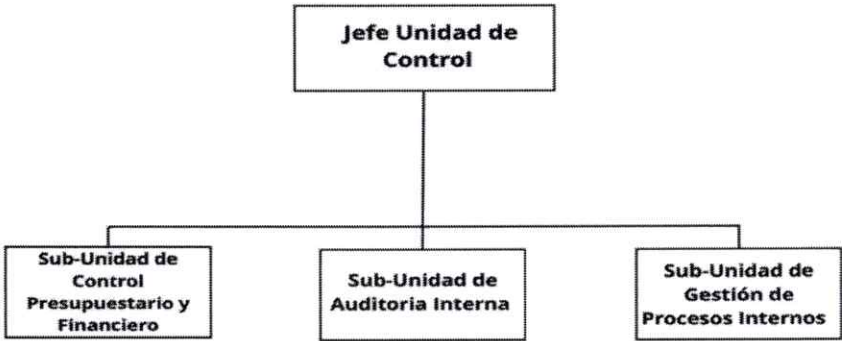 Jefe Unidad de
Control
Sub-Unidad de
Control
Presupuestario y
Financiero
Sub-Unidad de
Auditoria Interna
Sub-Unidad de
Gestión de
Procesos Internos